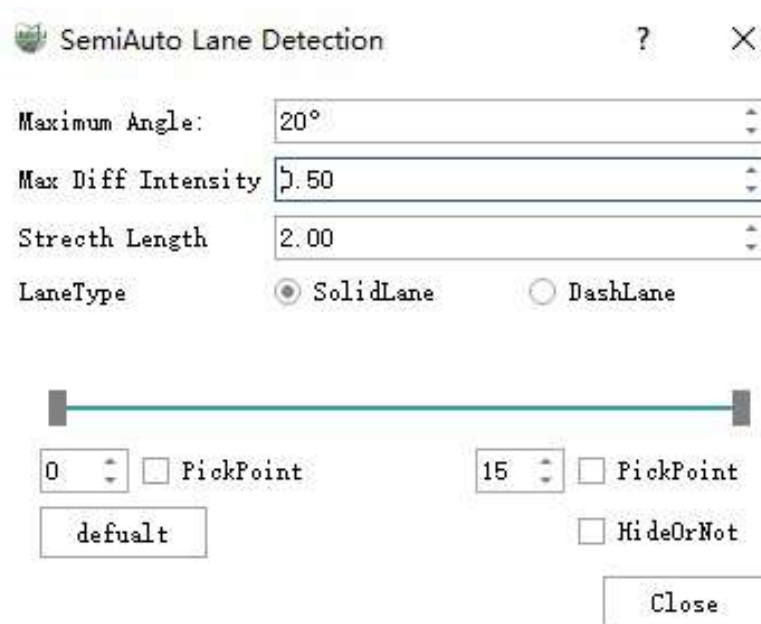 SemiAuto Lane Detection ? X
Maximum Angle: 20°
Max Diff Intensity 0.50
Strecth Length 2.00
LaneType SolidLane DashLane
0 PickPoint 15 PickPoint
defualt HideOrNot
Close